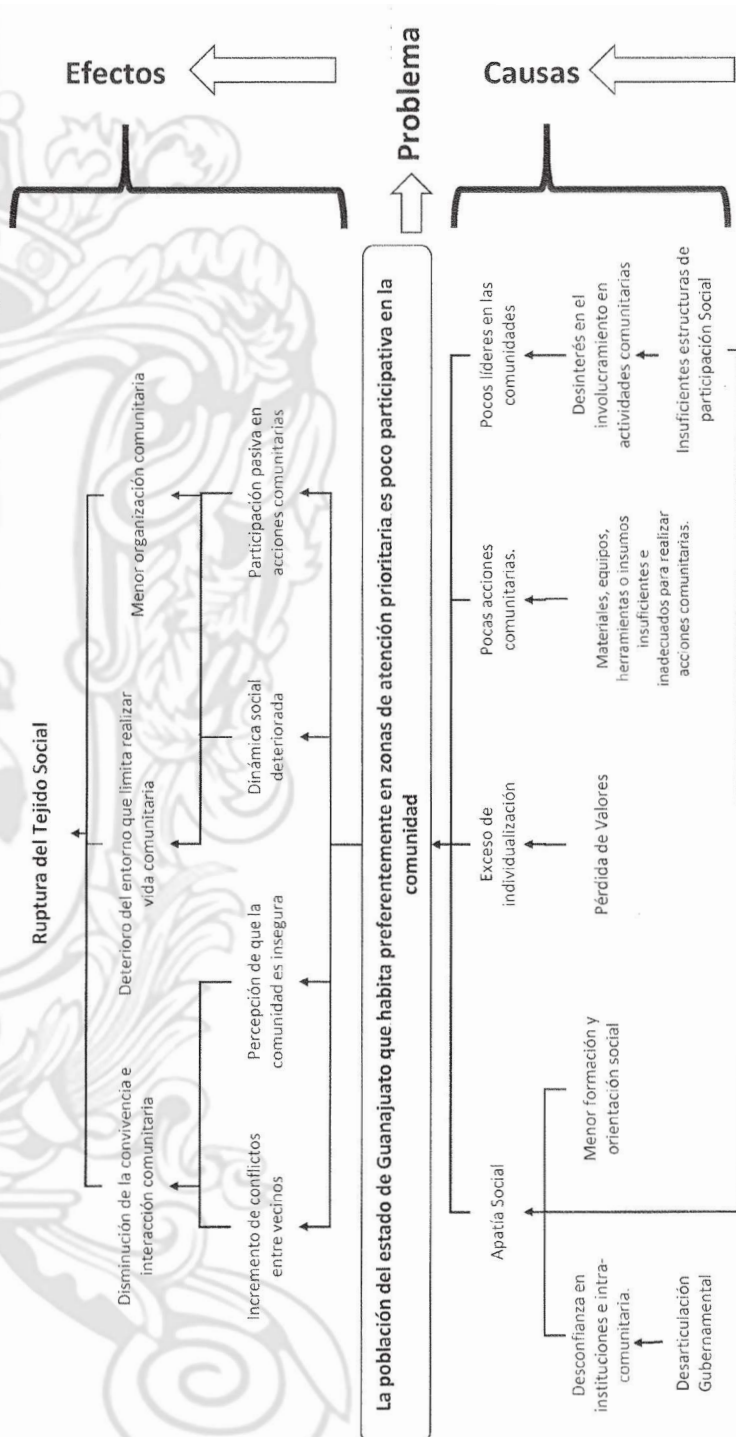 Efectos
Ruptura del Tejido Social
Disminución de la convivencia e
interacción comunitaria
Deterioro del entorno que limita realizar
vida comunitaria
Menor organización comunitaria
Incremento de conflictos
entre vecinos
Percepción de que la
comunidad es insegura
Dinámica social
deteriorada
Participación pasiva en
acciones comunitarias
Problema
La población del estado de Guanajuato que habita preferentemente en zonas de atención prioritaria es poco participativa en la
comunidad
Causas
Apatía Social
Exceso de
individualización
Pocas acciones
comunitarias.
Pocos líderes en las
comunidades
Desconfianza en
instituciones e intra-
comunitaria.
Menor formación y
orientación social
Pérdida de Valores
Materiales, equipos,
herramientas o insumos
insuficientes e
inadecuados para realizar
acciones comunitarias.
Desinterés en el
involucramiento en
actividades comunitarias
Desarticulación
Gubernamental
Insuficientes estructuras de
participación Social